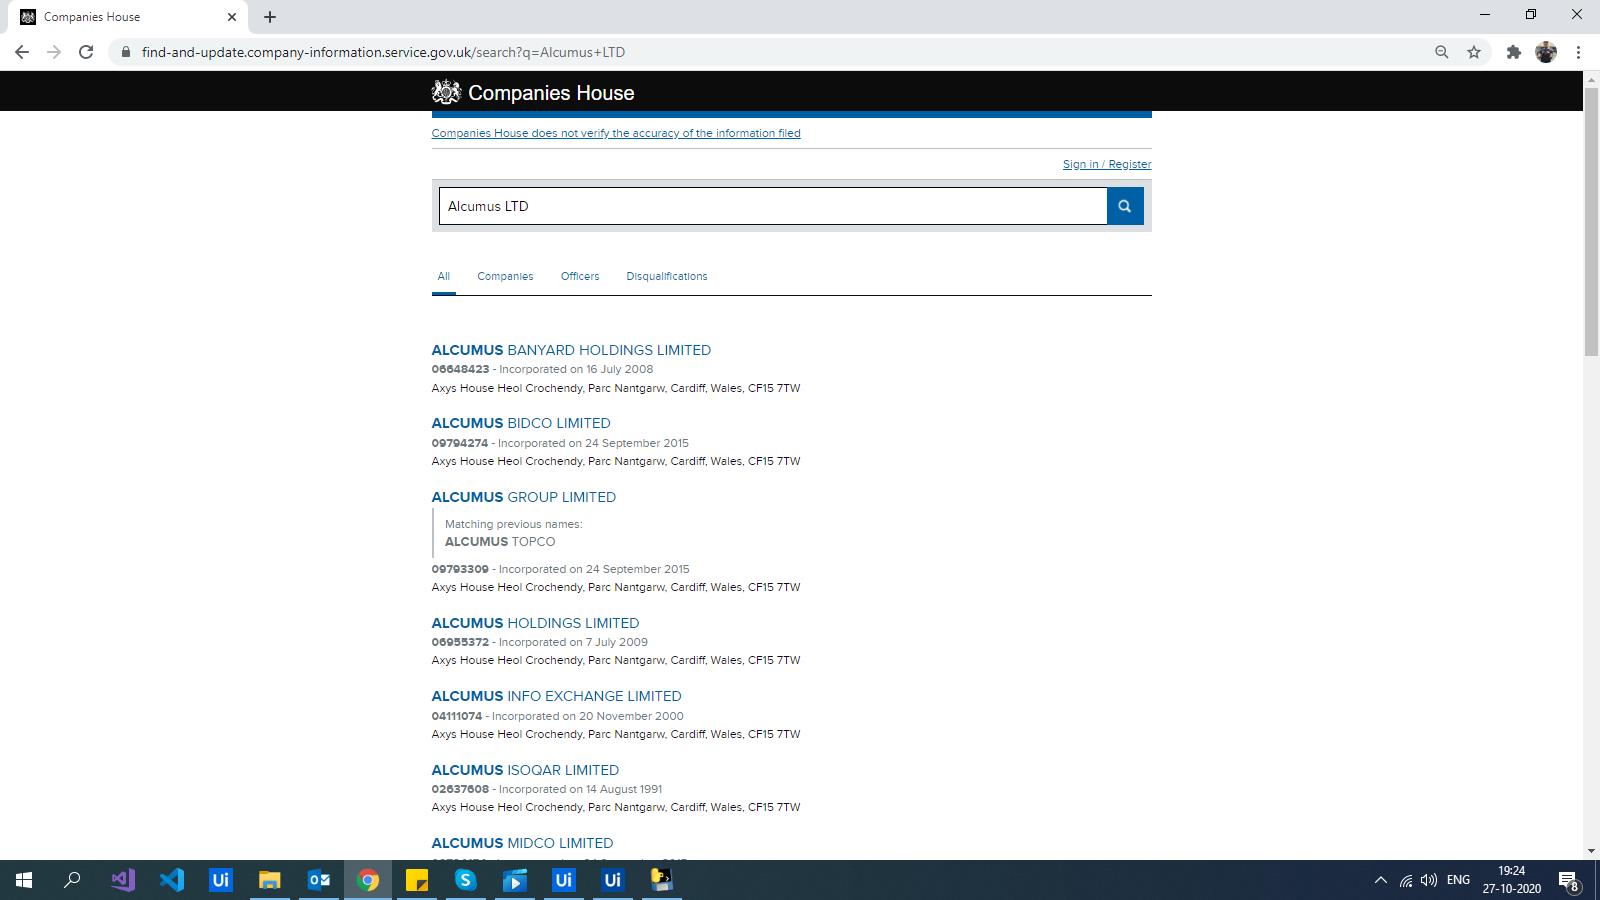 Companies House
find-and-update.company-information.service.gov.uk/search?q=Alcumus+LTD
Companies House
Companies House does not verify the accuracy of the information filed
Sign in / Register
Alcumus LTD
All Companies Officers Disqualifications
ALCUMUS BANYARD HOLDINGS LIMITED
06648423 - Incorporated on 16 July 2008
Axys House Heol Crochendy, Parc Nantgarw, Cardiff, Wales, CF15 7TW
ALCUMUS BIDCO LIMITED
09794274 - Incorporated on 24 September 2015
Axys House Heol Crochendy, Parc Nantgarw, Cardiff, Wales, CF15 7TW
ALCUMUS GROUP LIMITED
Matching previous names:
ALCUMUS TOPCO
09793309 - Incorporated on 24 September 2015
Axys House Heol Crochendy, Parc Nantgarw, Cardiff, Wales, CF15 7TW
ALCUMUS HOLDINGS LIMITED
06955372 - Incorporated on 7 July 2009
Axys House Heol Crochendy, Parc Nantgarw, Cardiff, Wales, CF15 7TW
ALCUMUS INFO EXCHANGE LIMITED
04111074 - Incorporated on 20 November 2000
Axys House Heol Crochendy, Parc Nantgarw, Cardiff, Wales, CF15 7TW
ALCUMUS ISOQAR LIMITED
02637608 - Incorporated on 14 August 1991
Axys House Heol Crochendy, Parc Nantgarw, Cardiff, Wales, CF15 7TW
ALCUMUS MIDCO LIMITED
Ui Ui Ui
ENG
19:24
27-10-2020
8